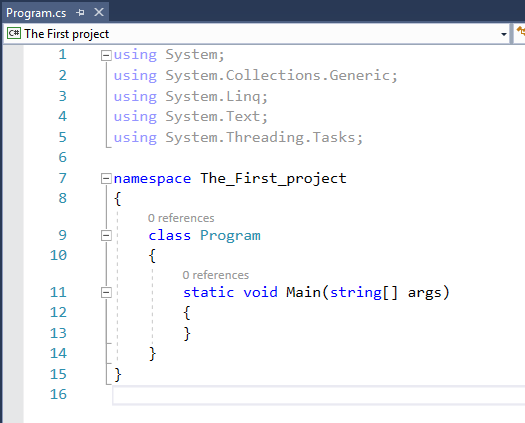 Program.cs
C# The First project
1 using System;
2 using System.Collections.Generic;
3 using System.Linq;
4 using System.Text;
5 using System.Threading.Tasks;
6
7 namespace The_First_project
8 {
0 references
9 class Program
10 {
0 references
11 static void Main(string[] args)
12 {
13 }
14 }
15 }
16